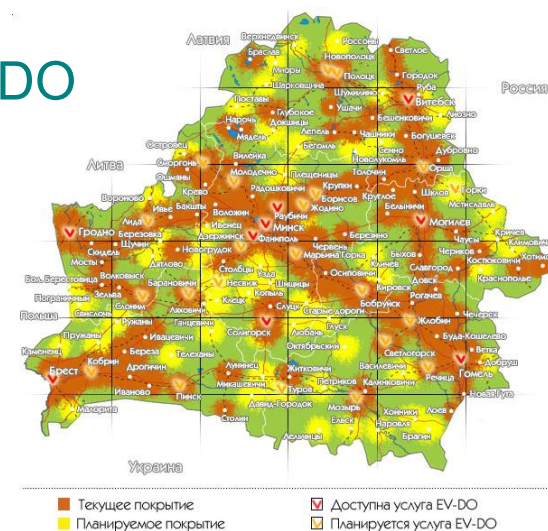 DO
Латвия
Верхнедвинск
Россоны
Браслав
Новополоцк
Светлое
Миоры
Полоцк
Городок
Россия
Шарковщина
Шумилино
Руба
Поставы
Ушачи
Витебск
Глубокое
Бешенковичи
Лиозно
Нарочь
Докшицы
Лепель
Чашники
Богушевск
Мядель
Бегомль
Сенно
Дубровно
Островец
Новолукомль
Литва
Сморгонь
Вилейка
Орша
Ошмяны
Молодечно
Плещеницы
Толочин
Горки
Вороново
Крево
Радошковичи
Крупки
Шклов
Борисов
Круглое
Мстиславль
Ивье
Бакшты
Воложин
Жодино
Белыничи
Лида
Раубичи
Гродно
Березовка
Ивенец
Минск
Могилев
Кричев
Дзержинск
Фаниполь
Березино
Чаусы
Климовичи
Скидель
Щучин
Новогрудок
Червень
Чериков
Мосты
Дятлово
Марьина Горка
Быхов
Костюковичи
Хотимск
Столбцы
Узда
Кличев
Славгород
Бол.Берестовица
Волковыск
Барановичи
Несвиж
Шищицы
Осиповичи
Краснополье
Пограничный
Зельва
Копыль
Кировск
Довск
Слоним
Клецк
Бобруйск
Рогачев
Польша
Свислочь
Ляховичи
Слуцк
Старые дороги
Ружаны
Ганцевичи
Жлобин
Чечерск
Пружаны
Солигорск
Любань
Глуск
Ивацевичи
Буда-Кошелево
Каменец
Береза
Телеханы
Октябрьский
Светлогорск
Ветка
Кобрин
Лунинец
Житковичи
Василевичи
Добруш
Брест
Дрогичин
Петриков
Калинковичи
Речица
Гомель
Иваново
Микашевичи
Туров
Пинск
Новая Гута
Малорита
Давид-Городок
Мозырь
Хойники
Лоев
Столин
Ельск
Наровля
Лельчицы
Брагин
Украина
Текущее покрытие
Доступна услуга EV-DO
Планируемое покрытие
Планируется услуга EV-DO